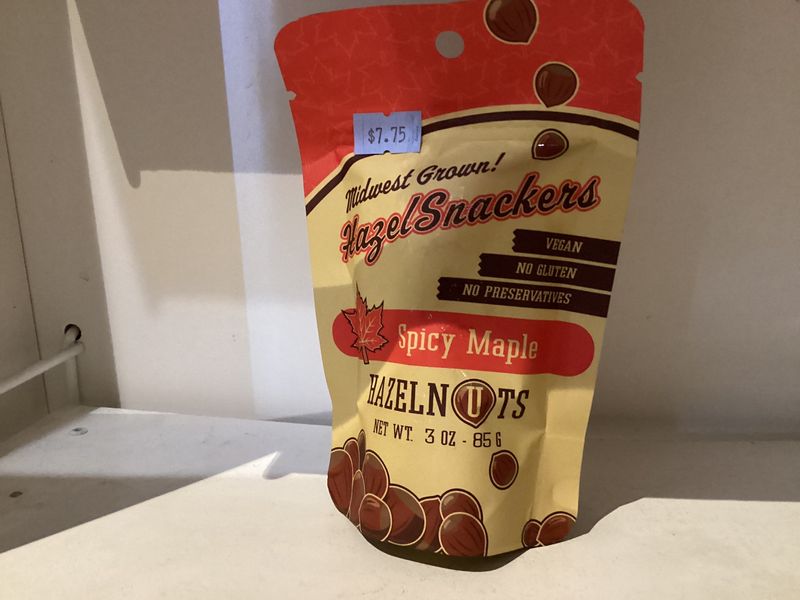 $7.75
Midwest Grown!
HazelSnackers
VEGAN
NO GLUTEN
NO PRESERVATIVES
Spicy Maple
HAZELNUTS
NET WT. 3 OZ - 85 G